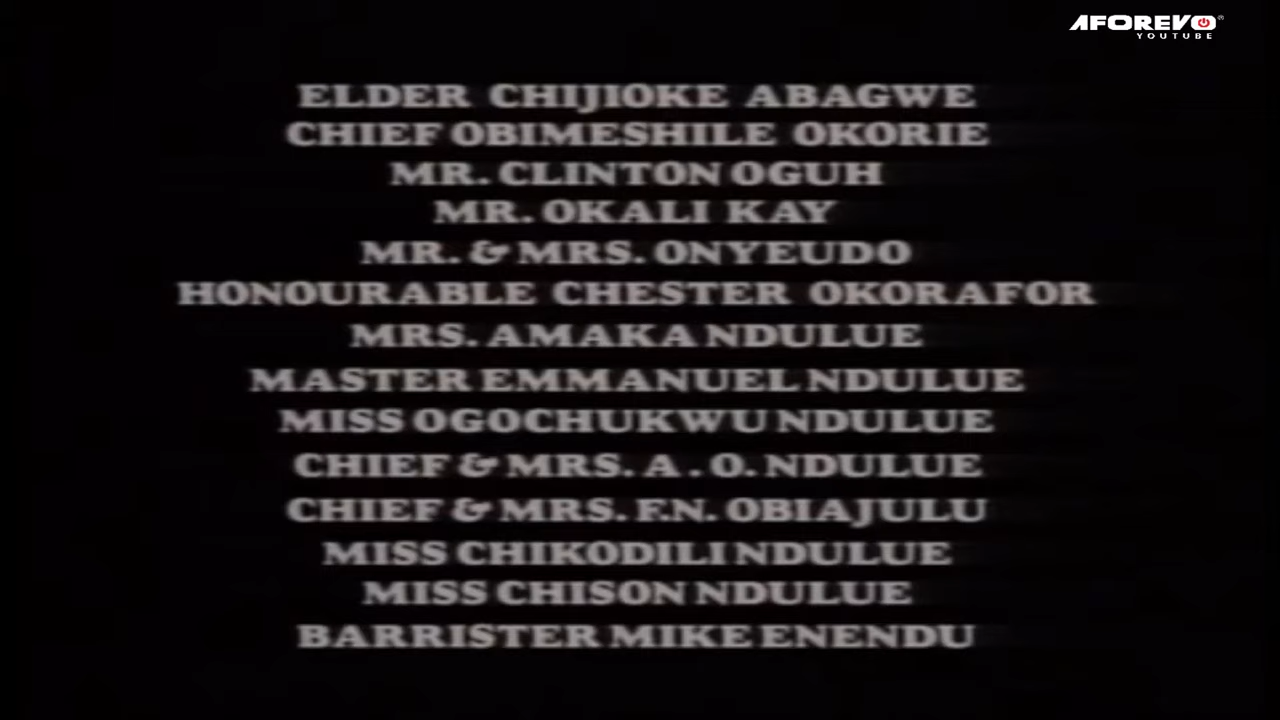 AFOREVO
YOUTUBE
ELDER CHIJIOKE ABAGWE
CHIEF OBIMESHILE OKORIE
MR. CLINTON OGUH
MR. OKALI KAY
MR. & MRS. ONYEUDO
HONOURABLE CHESTER OKORAFOR
MRS. AMAKA NDULUE
MASTER EMMANUEL NDULUE
MISS OGOCHUKWU NDULUE
CHIEF & MRS. A . O. NDULUE
CHIEF & MRS. F.N. OBIAJULU
MISS CHIKODILI NDULUE
MISS CHISON NDULUE
BARRISTER MIKE ENENDU